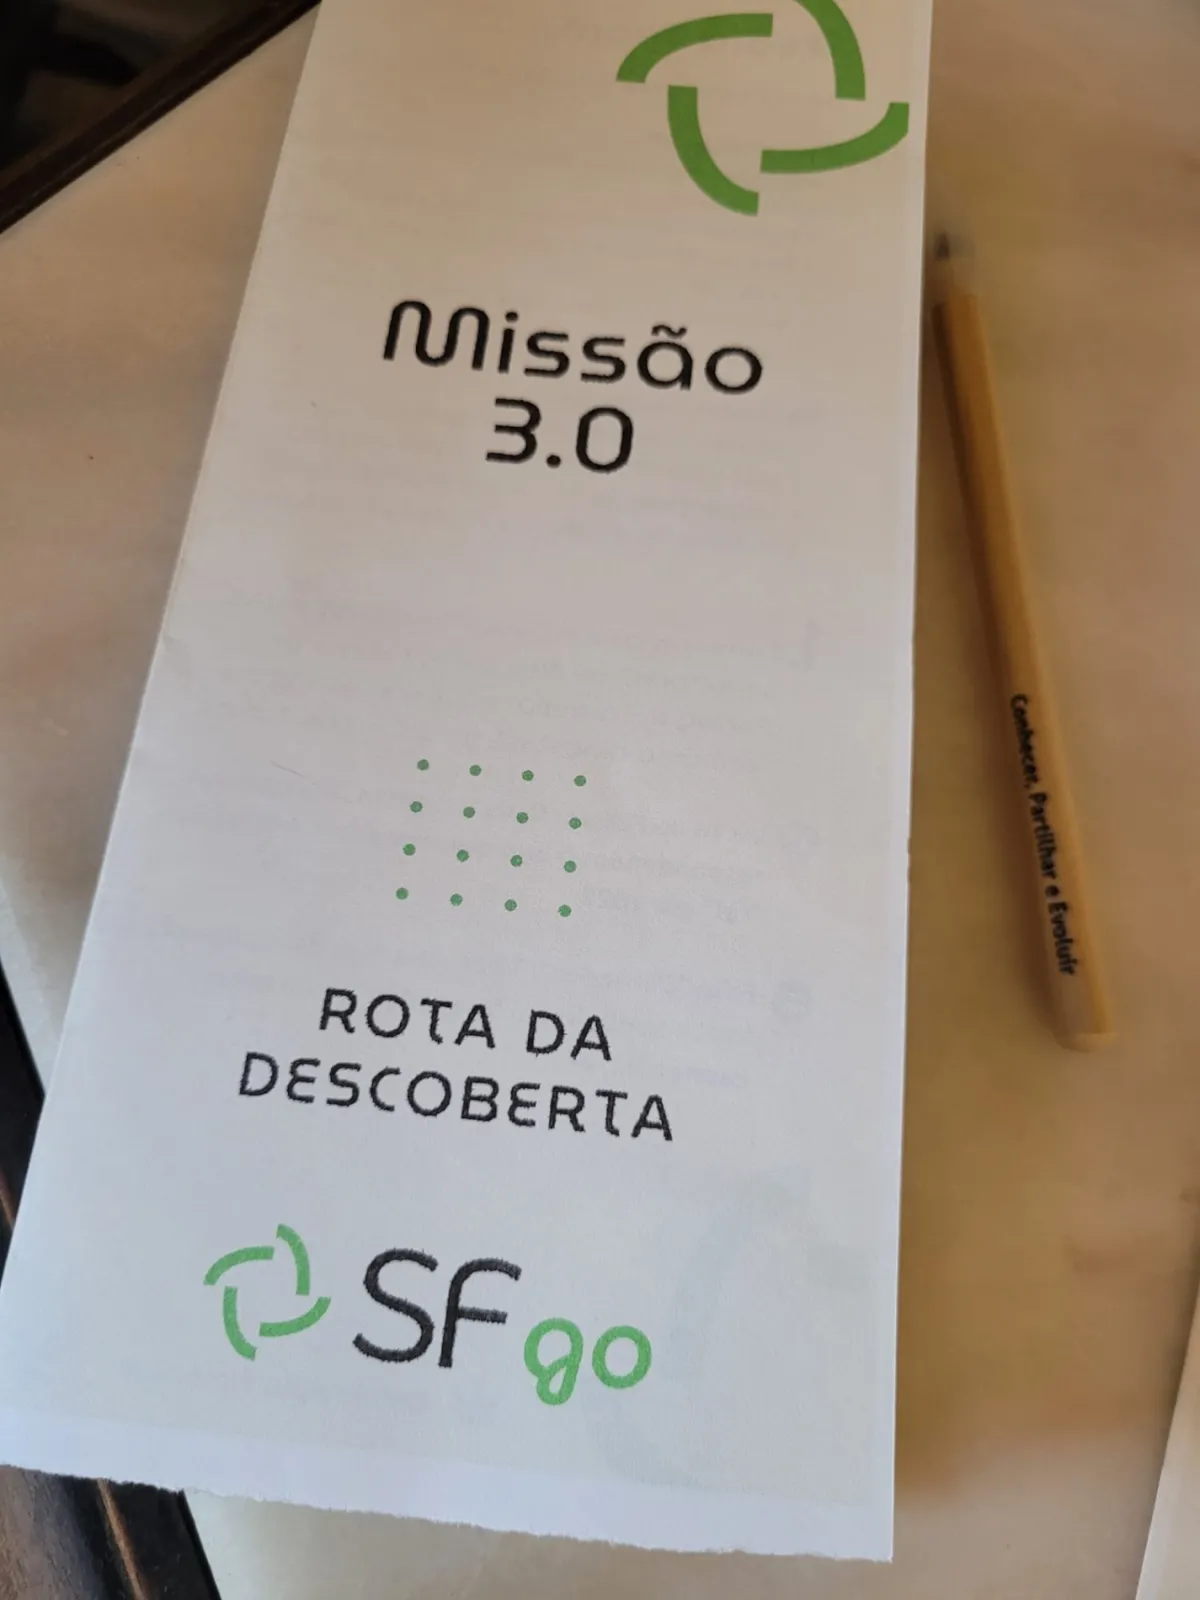 Missão
3.0
ROTA DA
DESCOBERTA
SF go
Conhecer, Partilhar e Evoluir